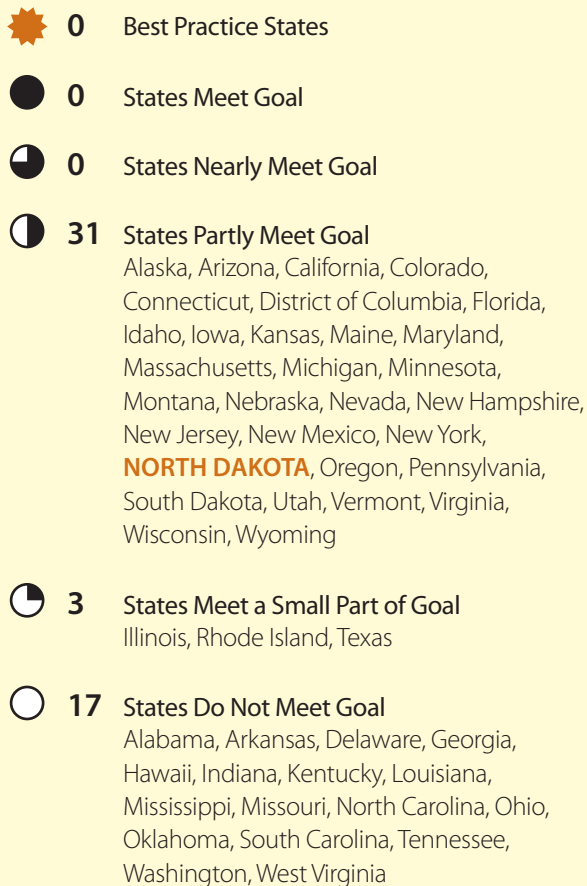 0 Best Practice States
0 States Meet Goal
0 States Nearly Meet Goal
31 States Partly Meet Goal
Alaska, Arizona, California, Colorado,
Connecticut, District of Columbia, Florida,
Idaho, Iowa, Kansas, Maine, Maryland,
Massachusetts, Michigan, Minnesota,
Montana, Nebraska, Nevada, New Hampshire,
New Jersey, New Mexico, New York,
NORTH DAKOTA, Oregon, Pennsylvania,
South Dakota, Utah, Vermont, Virginia,
Wisconsin, Wyoming
3 States Meet a Small Part of Goal
Illinois, Rhode Island, Texas
17 States Do Not Meet Goal
Alabama, Arkansas, Delaware, Georgia,
Hawaii, Indiana, Kentucky, Louisiana,
Mississippi, Missouri, North Carolina, Ohio,
Oklahoma, South Carolina, Tennessee,
Washington, West Virginia